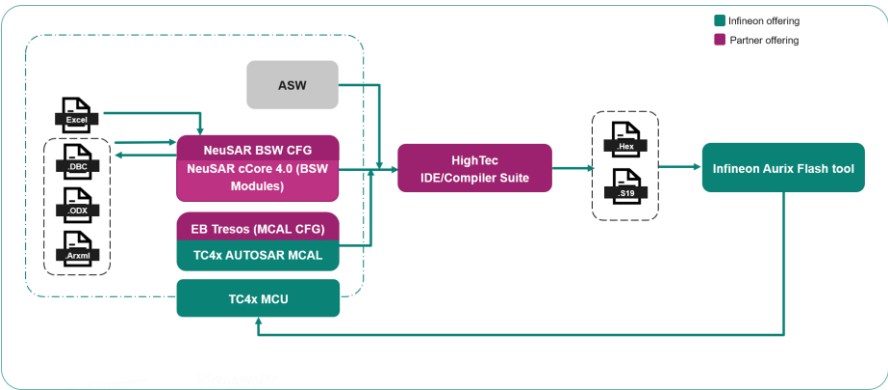 Infineon offering
Partner offering
ASW
.Excel
.DBC
.ODX
.Arxml
NeuSAR BSW CFG
NeuSAR cCore 4.0 (BSW
Modules)
EB Tresos (MCAL CFG)
TC4x AUTOSAR MCAL
TC4x MCU
HighTec
IDE/Compiler Suite
.Hex
.S19
Infineon Aurix Flash tool